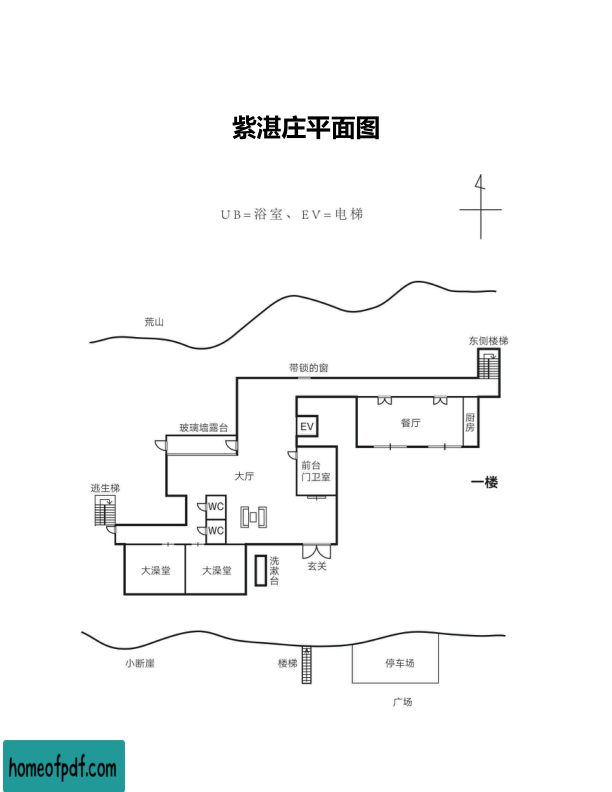 紫湛庄平面图
UB=浴室、EV=电梯
荒山
东侧楼梯
带锁的窗
玻璃墙露台
EV
餐厅
厨房
大厅
前台
门卫室
一楼
逃生梯
WC
WC
大澡堂
大澡堂
洗漱台
玄关
小断崖
楼梯
停车场
广场
homeofpdf.com